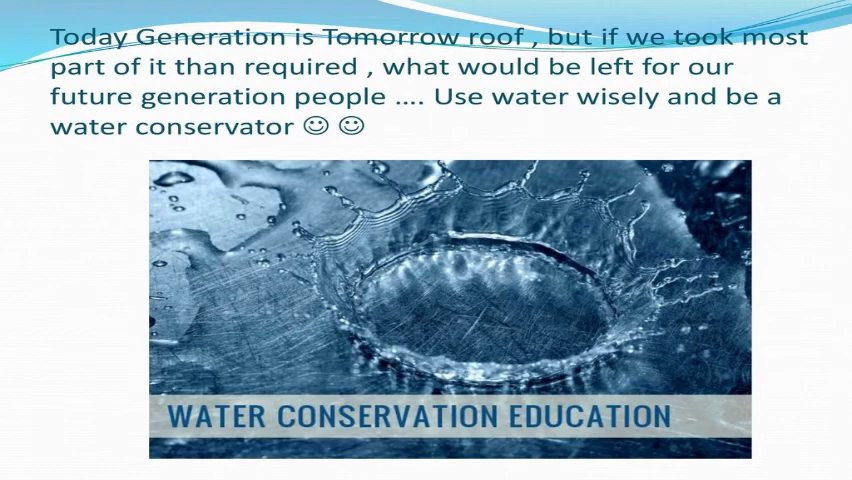 Today Generation is Tomorrow roof , but if we took most
part of it than required , what would be left for our
future generation people .... Use water wisely and be a
water conservator ☺ ☺
WATER CONSERVATION EDUCATION